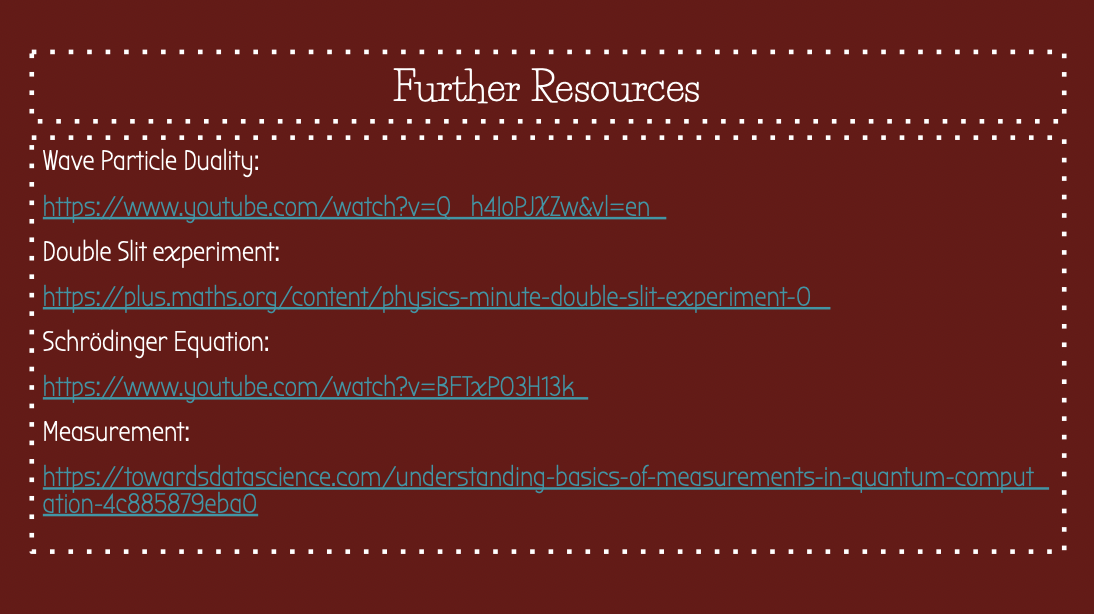 Further Resources
Wave Particle Duality:
https://www.youtube.com/watch?v=Q_h4IoPJXZw&vl=en
Double Slit experiment:
https://plus.maths.org/content/physics-minute-double-slit-experiment-0
Schrödinger Equation:
https://www.youtube.com/watch?v=BFTxP03H13k
Measurement:
https://towardsdatascience.com/understanding-basics-of-measurements-in-quantum-comput
ation-4c885879eba0